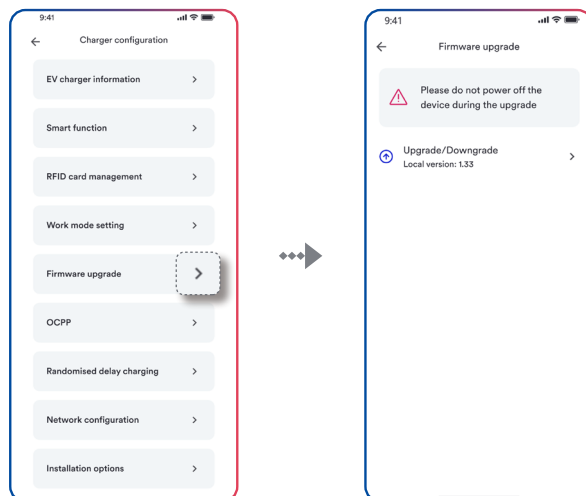 9:41
Charger configuration
EV charger information
Smart function
RFID card management
Work mode setting
Firmware upgrade
OCPP
Randomised delay charging
Network configuration
Installation options
9:41
Firmware upgrade
Please do not power off the
device during the upgrade
Upgrade/Downgrade
Local version: 1.33